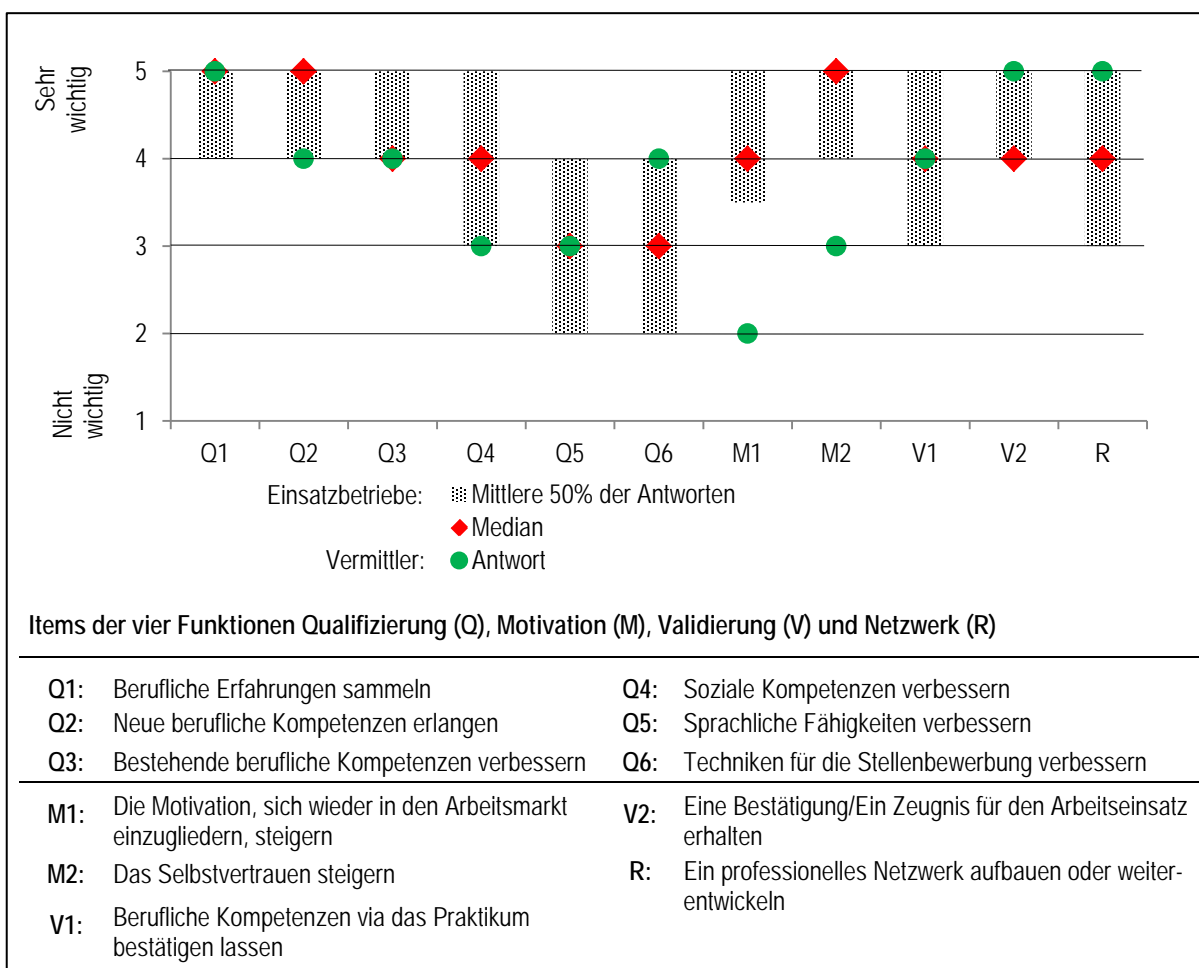 Sehr
wichtig
5
4
3
2
Nicht
wichtig
1
Q1 Q2 Q3 Q4 Q5 Q6 M1 M2 V1 V2 R
Einsatzbetriebe: Mittlere 50% der Antworten
Median
Vermittler: Antwort
Items der vier Funktionen Qualifizierung (Q), Motivation (M), Validierung (V) und Netzwerk (R)
Q1: Berufliche Erfahrungen sammeln
Q2: Neue berufliche Kompetenzen erlangen
Q3: Bestehende berufliche Kompetenzen verbessern
Q4: Soziale Kompetenzen verbessern
Q5: Sprachliche Fähigkeiten verbessern
Q6: Techniken für die Stellenbewerbung verbessern
M1: Die Motivation, sich wieder in den Arbeitsmarkt
einzugliedern, steigern
M2: Das Selbstvertrauen steigern
V1: Berufliche Kompetenzen via das Praktikum
bestätigen lassen
V2: Eine Bestätigung/Ein Zeugnis für den Arbeitseinsatz
erhalten
R: Ein professionelles Netzwerk aufbauen oder weiter-
entwickeln